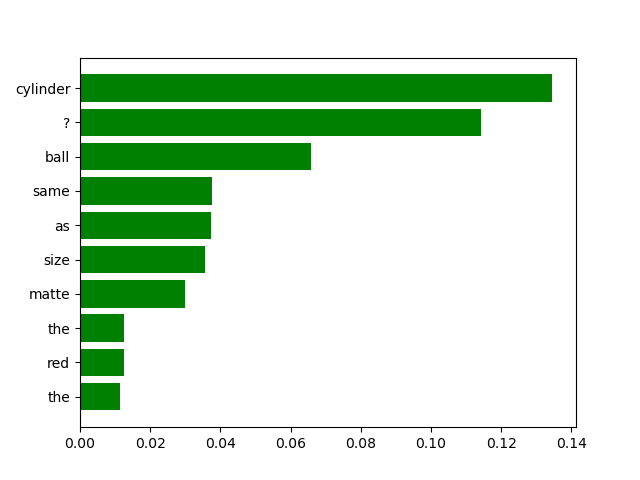 cylinder
?
ball
same
as
size
matte
the
red
the
0.00 0.02 0.04 0.06 0.08 0.10 0.12 0.14